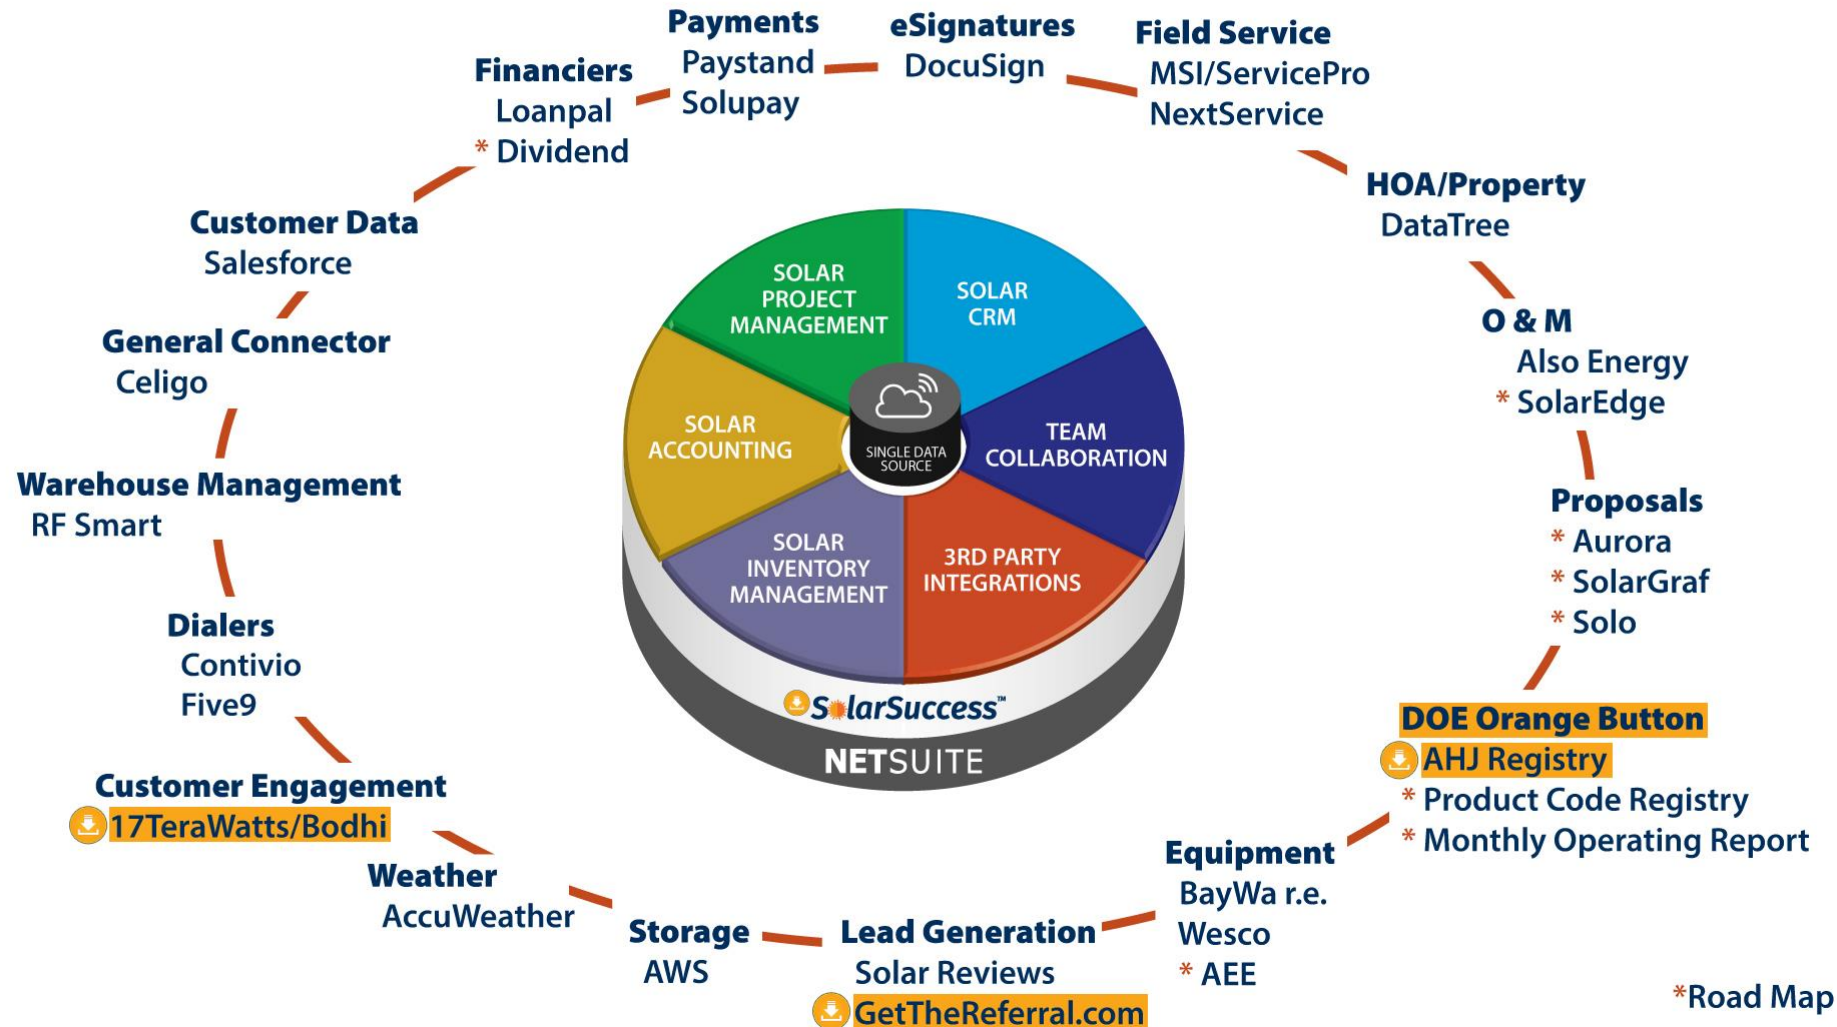 Payments
Paystand
Solupay
eSignatures
DocuSign
Field Service
MSI/ServicePro
NextService
Financiers
Loanpal
* Dividend
HOA/Property
DataTree
Customer Data
Salesforce
O & M
Also Energy
* SolarEdge
General Connector
Celigo
Warehouse Management
RF Smart
Proposals
* Aurora
* SolarGraf
* Solo
Dialers
Contivio
Five9
DOE Orange Button
AHJ Registry
* Product Code Registry
* Monthly Operating Report
Customer Engagement
17TeraWatts/Bodhi
Weather
AccuWeather
Storage
AWS
Lead Generation
Solar Reviews
GetTheReferral.com
Equipment
BayWa r.e.
Wesco
* AEE
*Road Map
SOLAR
PROJECT
MANAGEMENT
SOLAR
CRM
SOLAR
ACCOUNTING
SINGLE DATA
SOURCE
TEAM
COLLABORATION
SOLAR
INVENTORY
MANAGEMENT
3RD PARTY
INTEGRATIONS
SolarSuccess™
NETSUITE